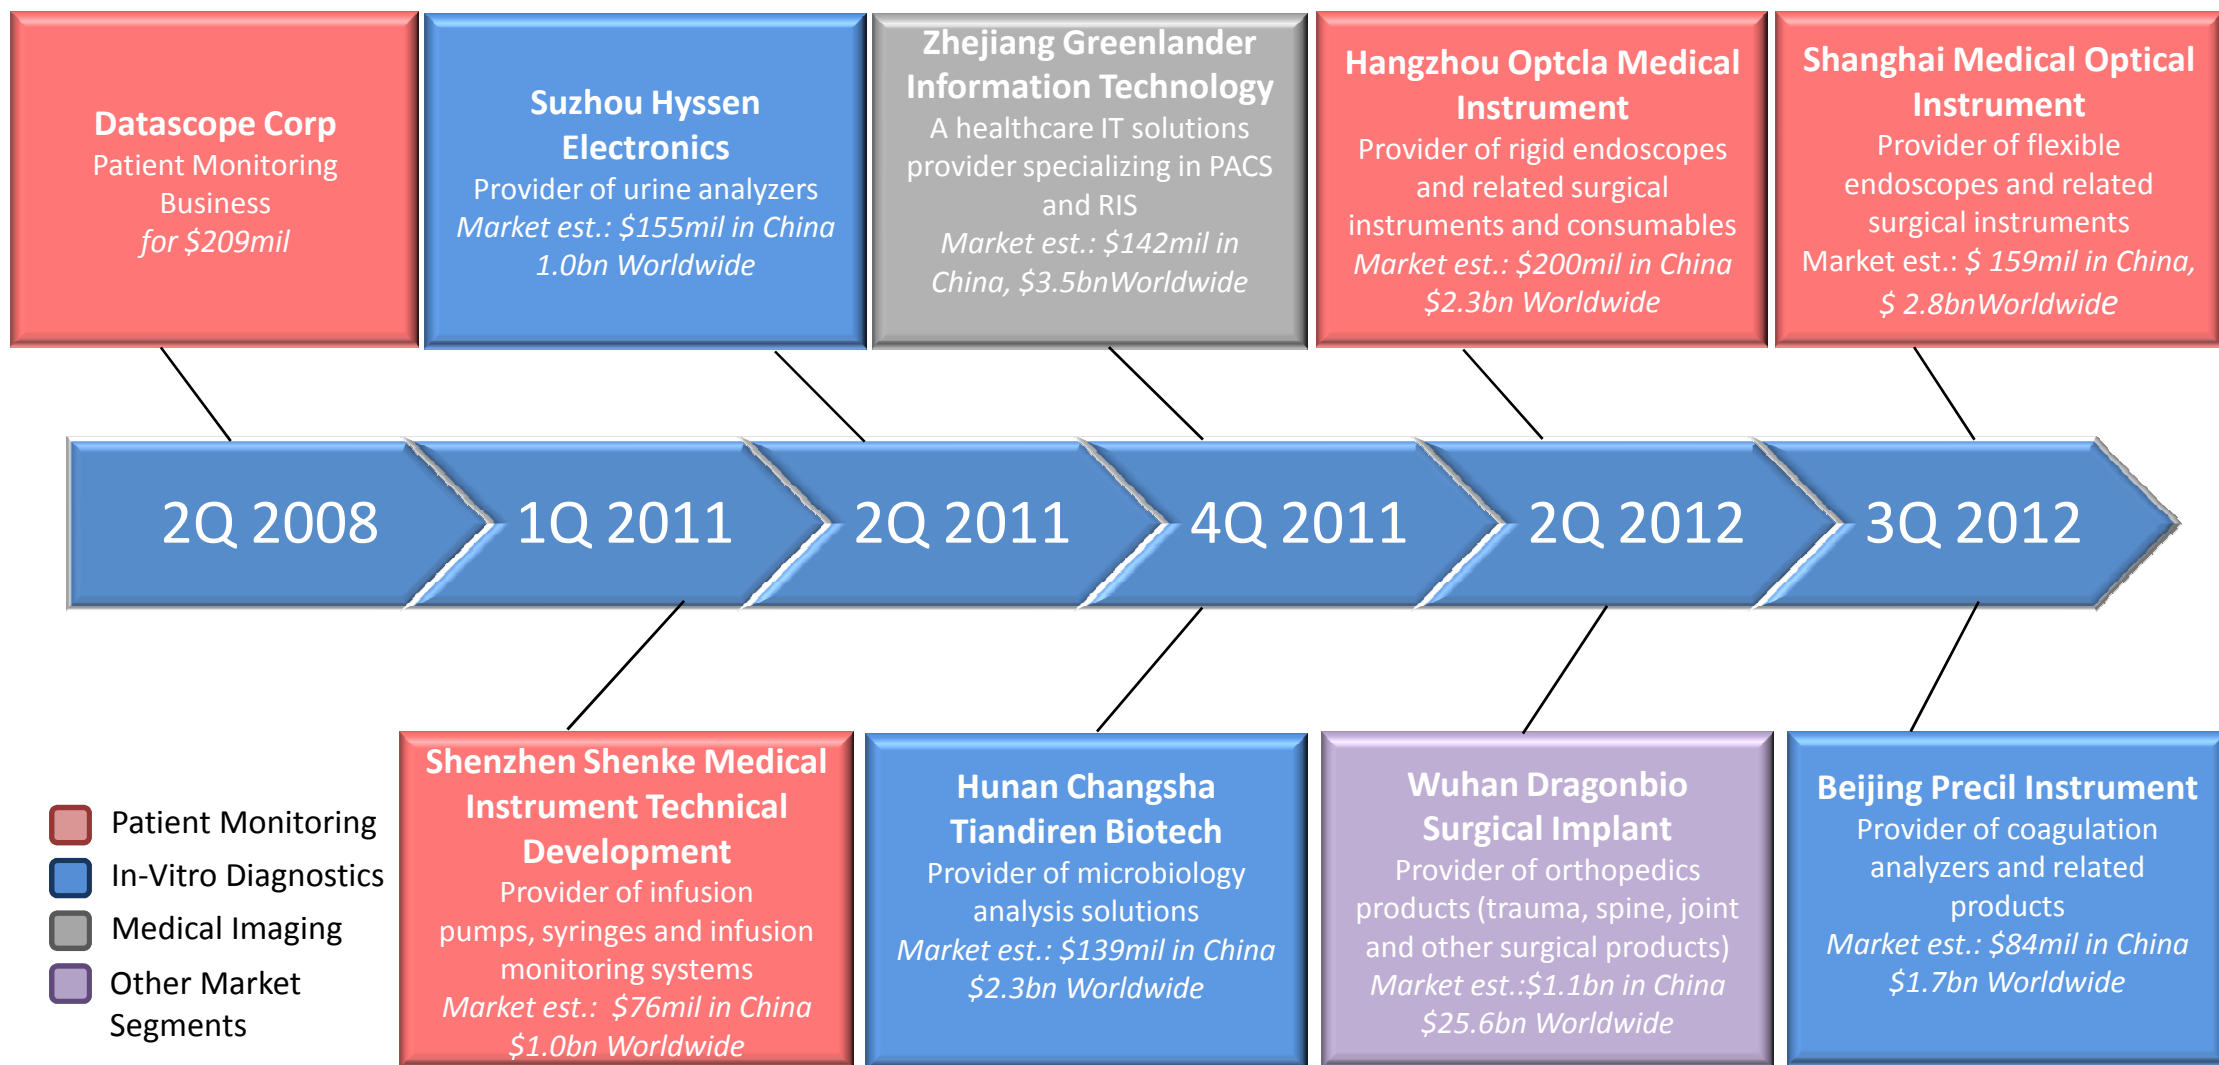 Datascope Corp
Patient Monitoring
Business
for $209mil
Suzhou Hyssen
Electronics
Provider of urine analyzers
Market est.: $155mil in China
1.0bn Worldwide
Zhejiang Greenlander
Information Technology
A healthcare IT solutions
provider specializing in PACS
and RIS
Market est.: $142mil in
China, $3.5bnWorldwide
Hangzhou Optcla Medical
Instrument
Provider of rigid endoscopes
and related surgical
instruments and consumables
Market est.: $200mil in China
$2.3bn Worldwide
Shanghai Medical Optical
Instrument
Provider of flexible
endoscopes and related
surgical instruments
Market est.: $ 159mil in China,
$ 2.8bnWorldwide
2Q 2008
1Q 2011
2Q 2011
4Q 2011
2Q 2012
3Q 2012
Patient Monitoring
In-Vitro Diagnostics
Medical Imaging
Other Market
Segments
Shenzhen Shenke Medical
Instrument Technical
Development
Provider of infusion
pumps, syringes and infusion
monitoring systems
Market est.: $76mil in China
$1.0bn Worldwide
Hunan Changsha
Tiandiren Biotech
Provider of microbiology
analysis solutions
Market est.: $139mil in China
$2.3bn Worldwide
Wuhan Dragonbio
Surgical Implant
Provider of orthopedics
products (trauma, spine, joint
and other surgical products)
Market est.:$1.1bn in China
$25.6bn Worldwide
Beijing Precil Instrument
Provider of coagulation
analyzers and related
products
Market est.: $84mil in China
$1.7bn Worldwide